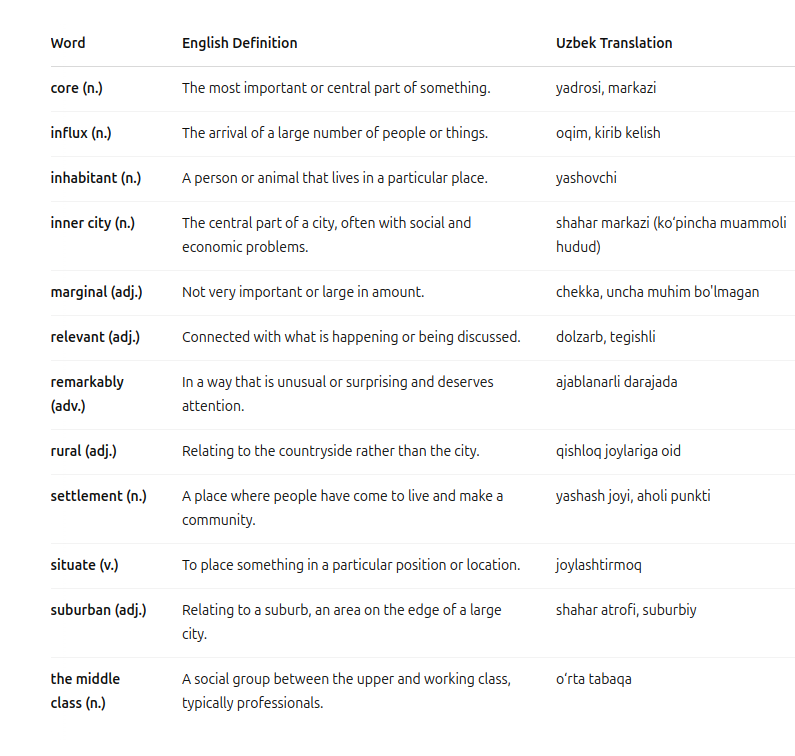 Word English Definition Uzbek Translation
core (n.) The most important or central part of something. yadrosi, markazi
influx (n.) The arrival of a large number of people or things. oqim, kirib kelish
inhabitant (n.) A person or animal that lives in a particular place. yashovchi
inner city (n.) The central part of a city, often with social and shahar markazi (ko‘pincha muammoli
economic problems. hudud)
marginal (adj.) Not very important or large in amount. chekka, uncha muhim bo'lmagan
relevant (adj.) Connected with what is happening or being discussed. dolzarb, tegishli
remarkably In a way that is unusual or surprising and deserves ajablanarli darajada
(adv.) attention.
rural (adj.) Relating to the countryside rather than the city. qishloq joylariga oid
settlement (n.) A place where people have come to live and make a yashash joyi, aholi punkti
community.
situate (v.) To place something in a particular position or location. joylashtirmoq
suburban (adj.) Relating to a suburb, an area on the edge of a large shahar atrofi, suburbiy
city.
the middle A social group between the upper and working class, o‘rta tabaqa
class (n.) typically professionals.